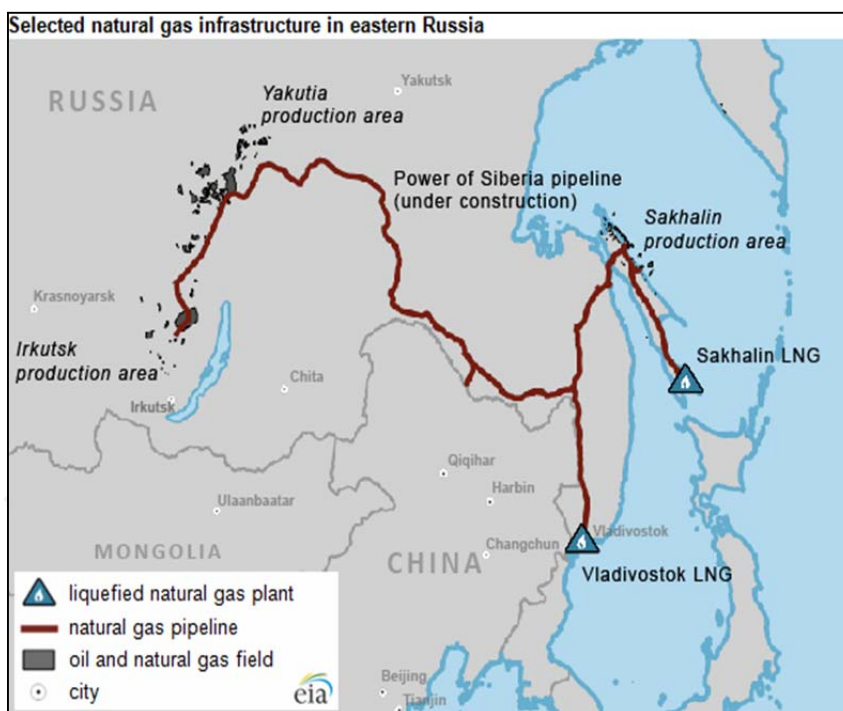 Selected natural gas infrastructure in eastern Russia
RUSSIA
Yakutsk
Yakutia
production area
Power of Siberia pipeline
(under construction)
Sakhalin
production area
Krasnoyarsk
Irkutsk
production area
Irkutsk
Chita
Sakhalin LNG
Qiqihar
Harbin
Ulaanbaatar
MONGOLIA
CHINA
Changchun
Vladivostok
Vladivostok LNG
liquefied natural gas plant
natural gas pipeline
oil and natural gas field
city
eia
Beijing
Tianjin